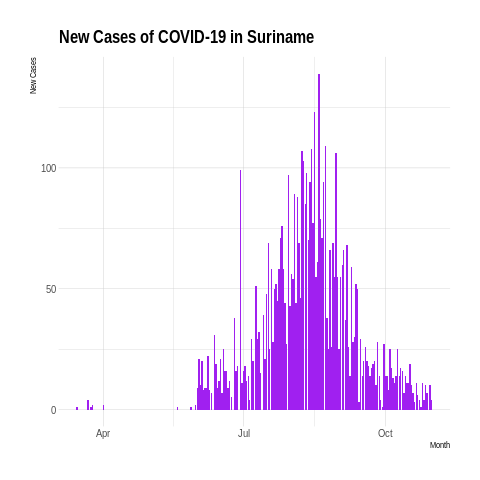 New Cases of COVID-19 in Suriname
New Cases
100
50
0
Apr
Jul
Oct
Month